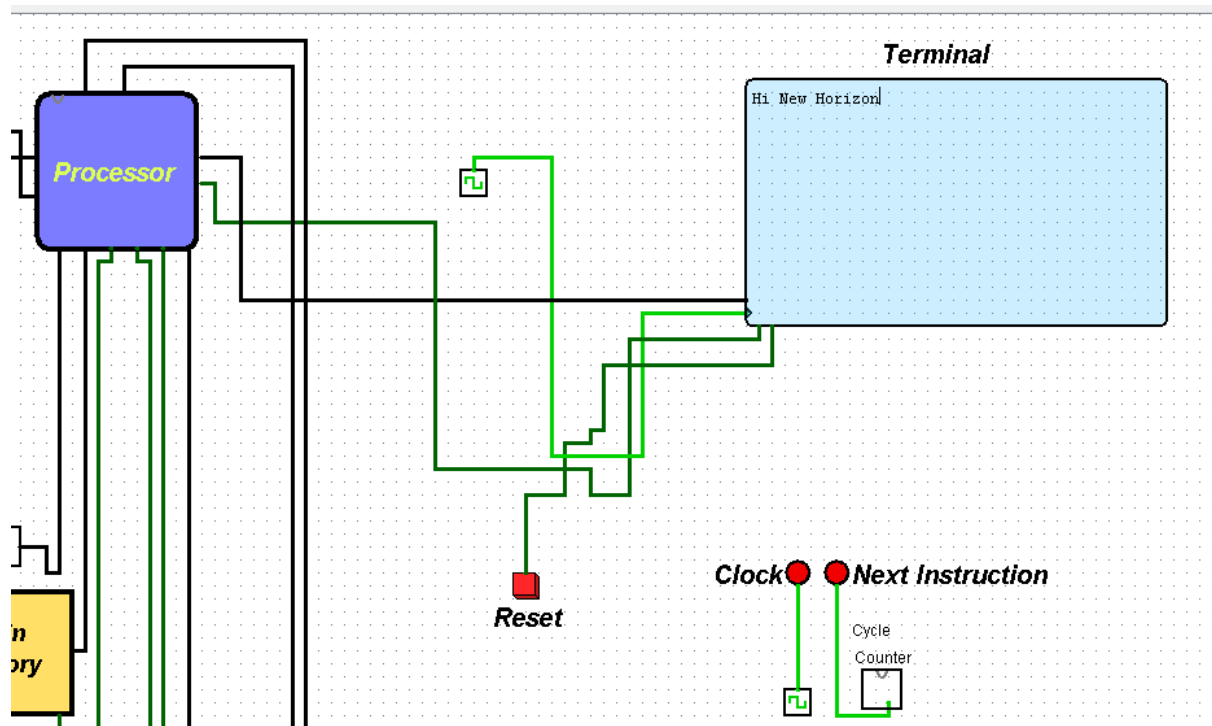 Terminal
Hi New Horizon
Processor
Reset
Clock
Next Instruction
Cycle
Counter